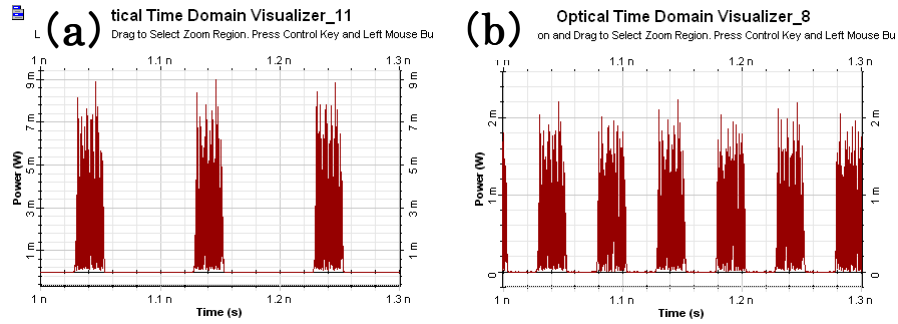 (a) tical Time Domain Visualizer_11
L Drag to Select Zoom Region. Press Control Key and Left Mouse Bu
1 n 1.1 n 1.2 n 1.3 n
9 m 9 m
7 m 7 m
5 m 5 m
3 m 3 m
1 m 1 m
Power (W)
1 n 1.1 n 1.2 n 1.3 n
Time (s)
(b) Optical Time Domain Visualizer_8
on and Drag to Select Zoom Region. Press Control Key and Left Mouse Bu
1 n 1.1 n 1.2 n 1.3 n
2 m 2 m
1 m 1 m
0 0
Power (W)
1 n 1.1 n 1.2 n 1.3 n
Time (s)